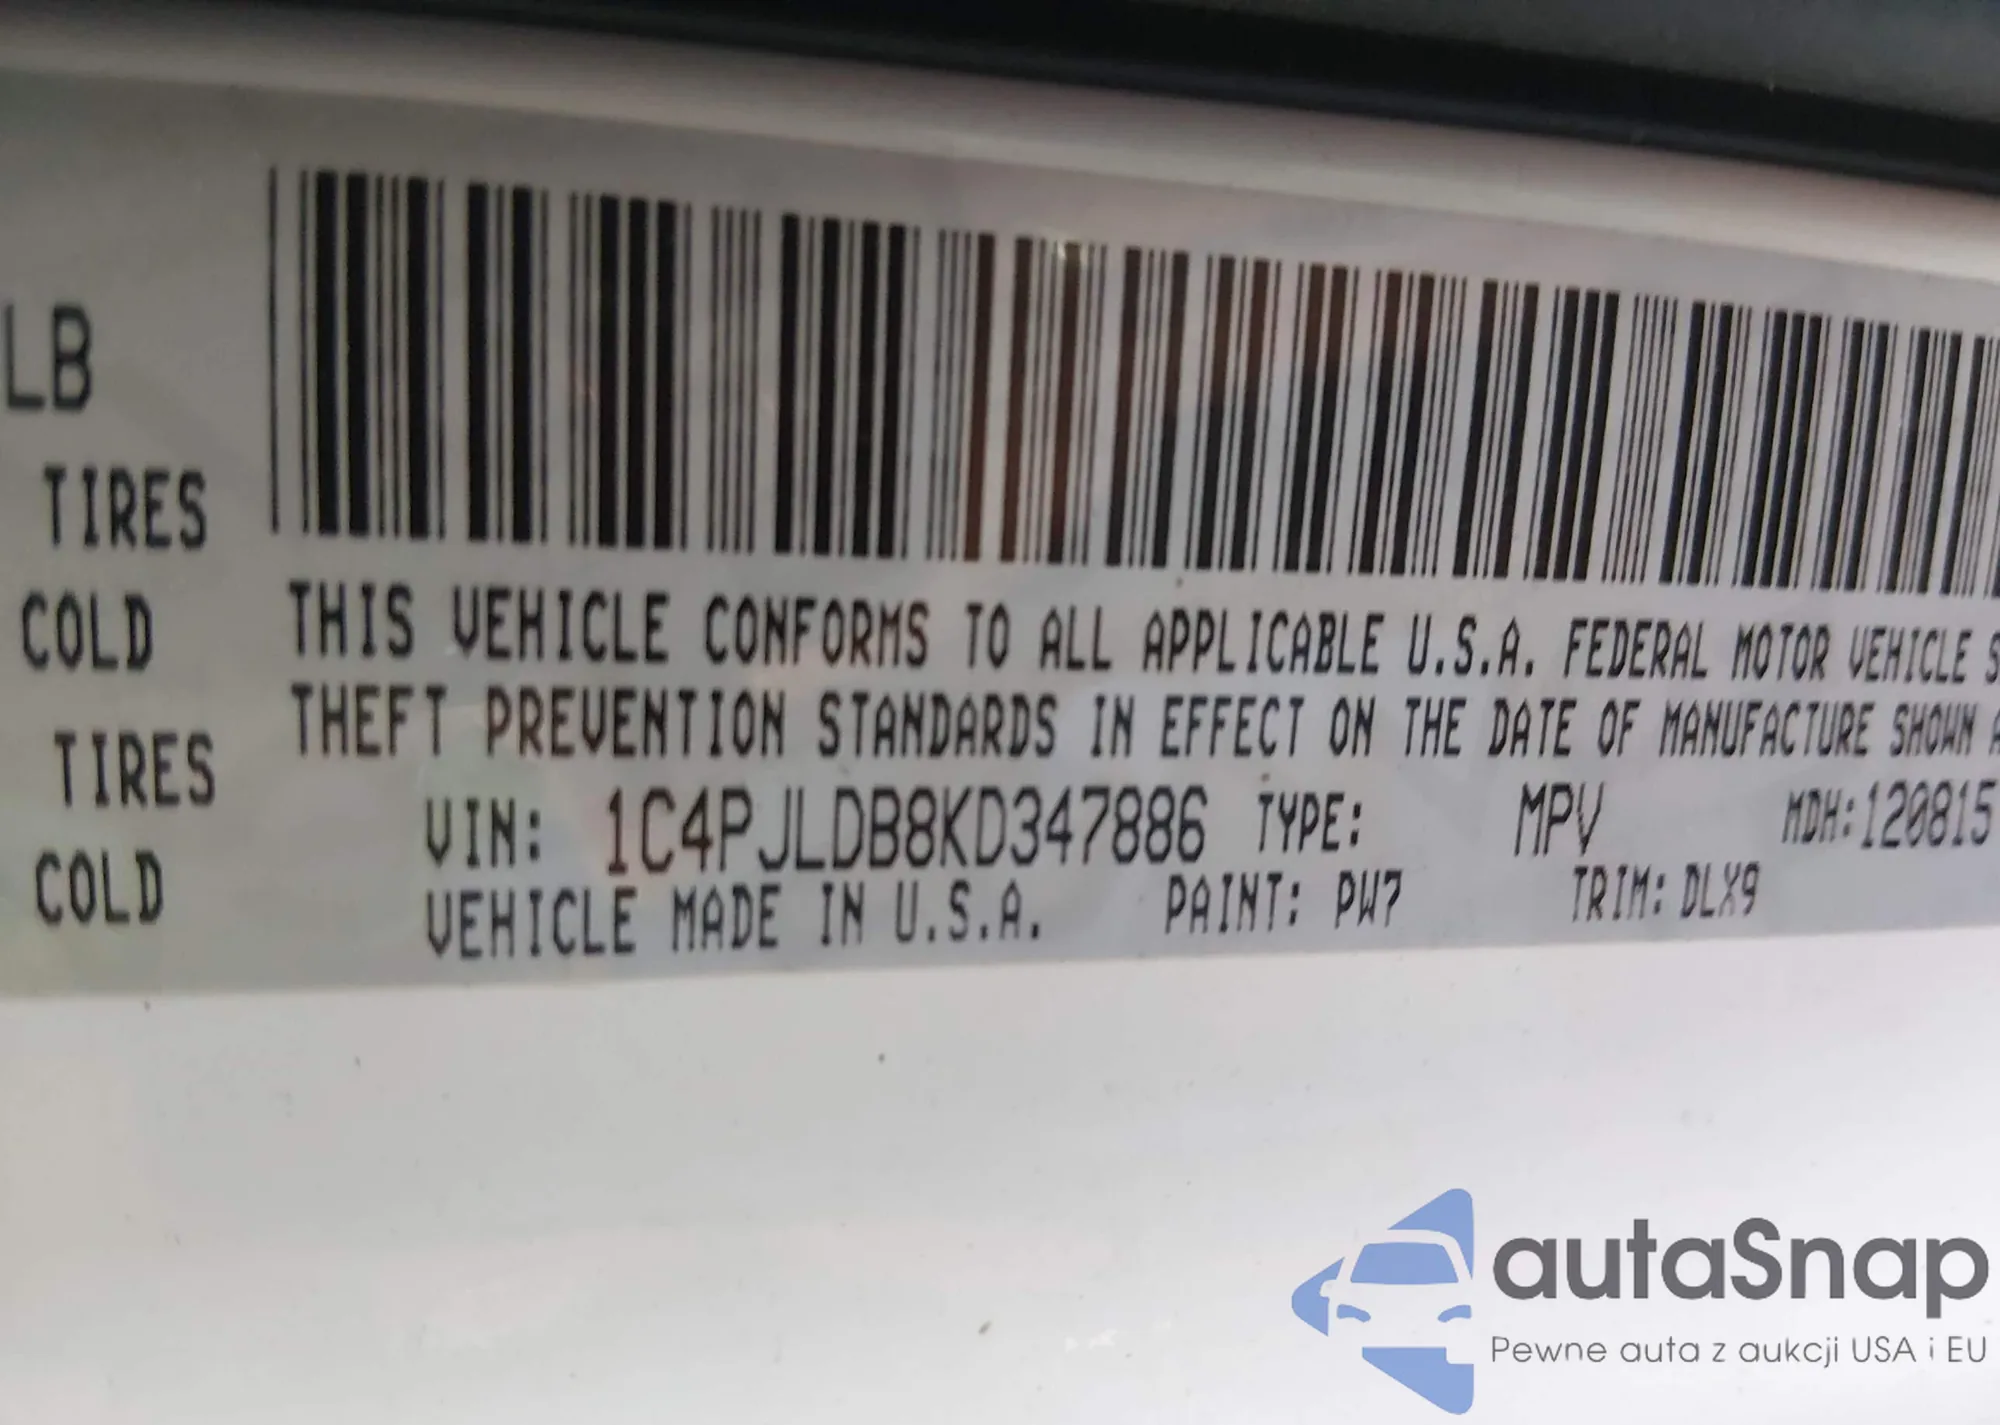 LB
TIRES
COLD
TIRES
COLD
THIS VEHICLE CONFORMS TO ALL APPLICABLE U.S.A. FEDERAL MOTOR VEHICLE S
THEFT PREVENTION STANDARDS IN EFFECT ON THE DATE OF MANUFACTURE SHOWN A
VIN: 1C4PJLDB8KD347886 TYPE: MPV MDH:120815
VEHICLE MADE IN U.S.A. PAINT: PW7 TRIM: DLX9
autaSnap
Pewne auta z aukcji USA i EU